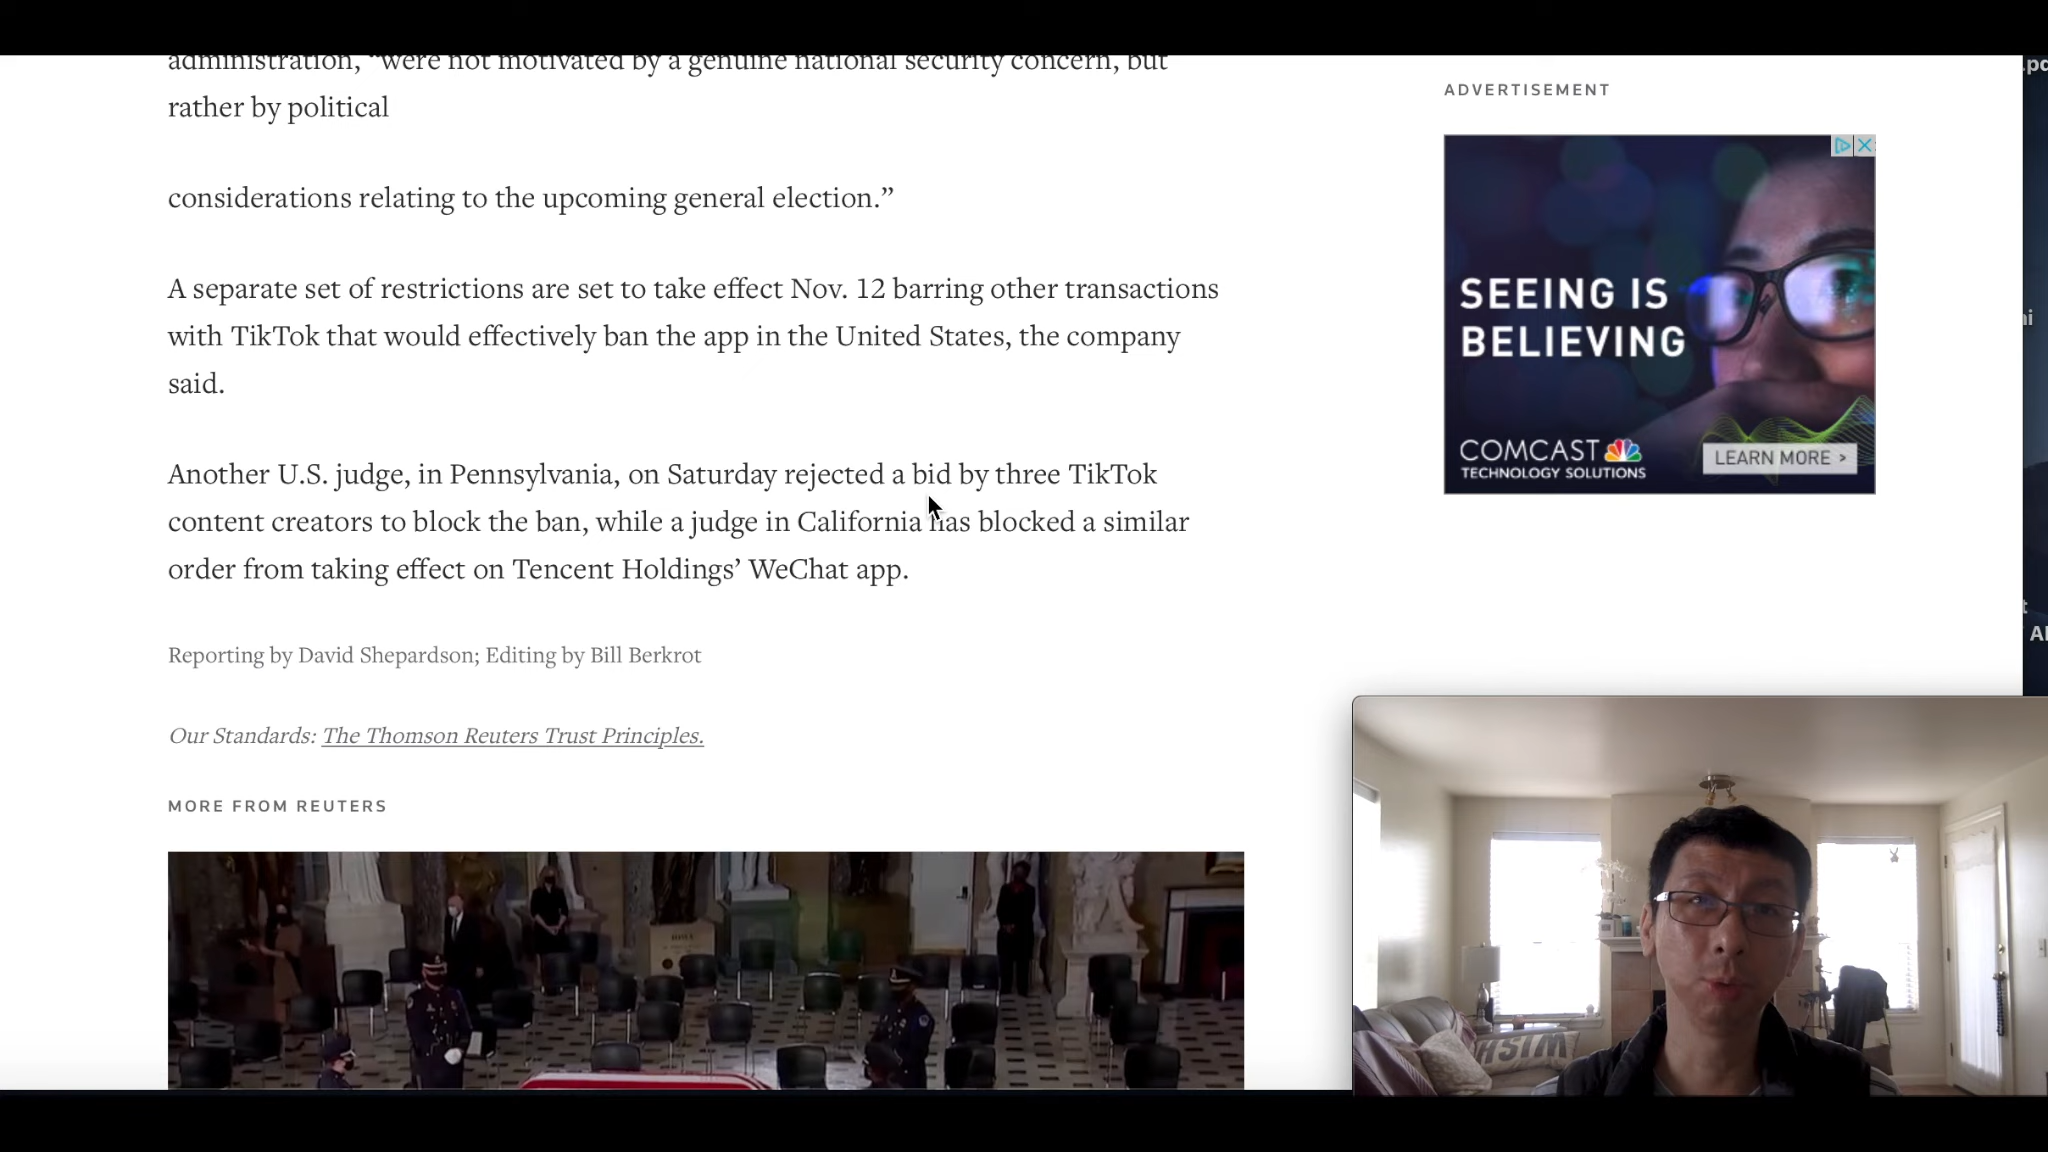 administration, “were not motivated by a genuine national security concern, but
rather by political
considerations relating to the upcoming general election.”
A separate set of restrictions are set to take effect Nov. 12 barring other transactions
with TikTok that would effectively ban the app in the United States, the company
said.
Another U.S. judge, in Pennsylvania, on Saturday rejected a bid by three TikTok
content creators to block the ban, while a judge in California has blocked a similar
order from taking effect on Tencent Holdings’ WeChat app.
Reporting by David Shepardson; Editing by Bill Berkrot
Our Standards: The Thomson Reuters Trust Principles.
MORE FROM REUTERS
ADVERTISEMENT
SEEING IS
BELIEVING
COMCAST
TECHNOLOGY SOLUTIONS
LEARN MORE >